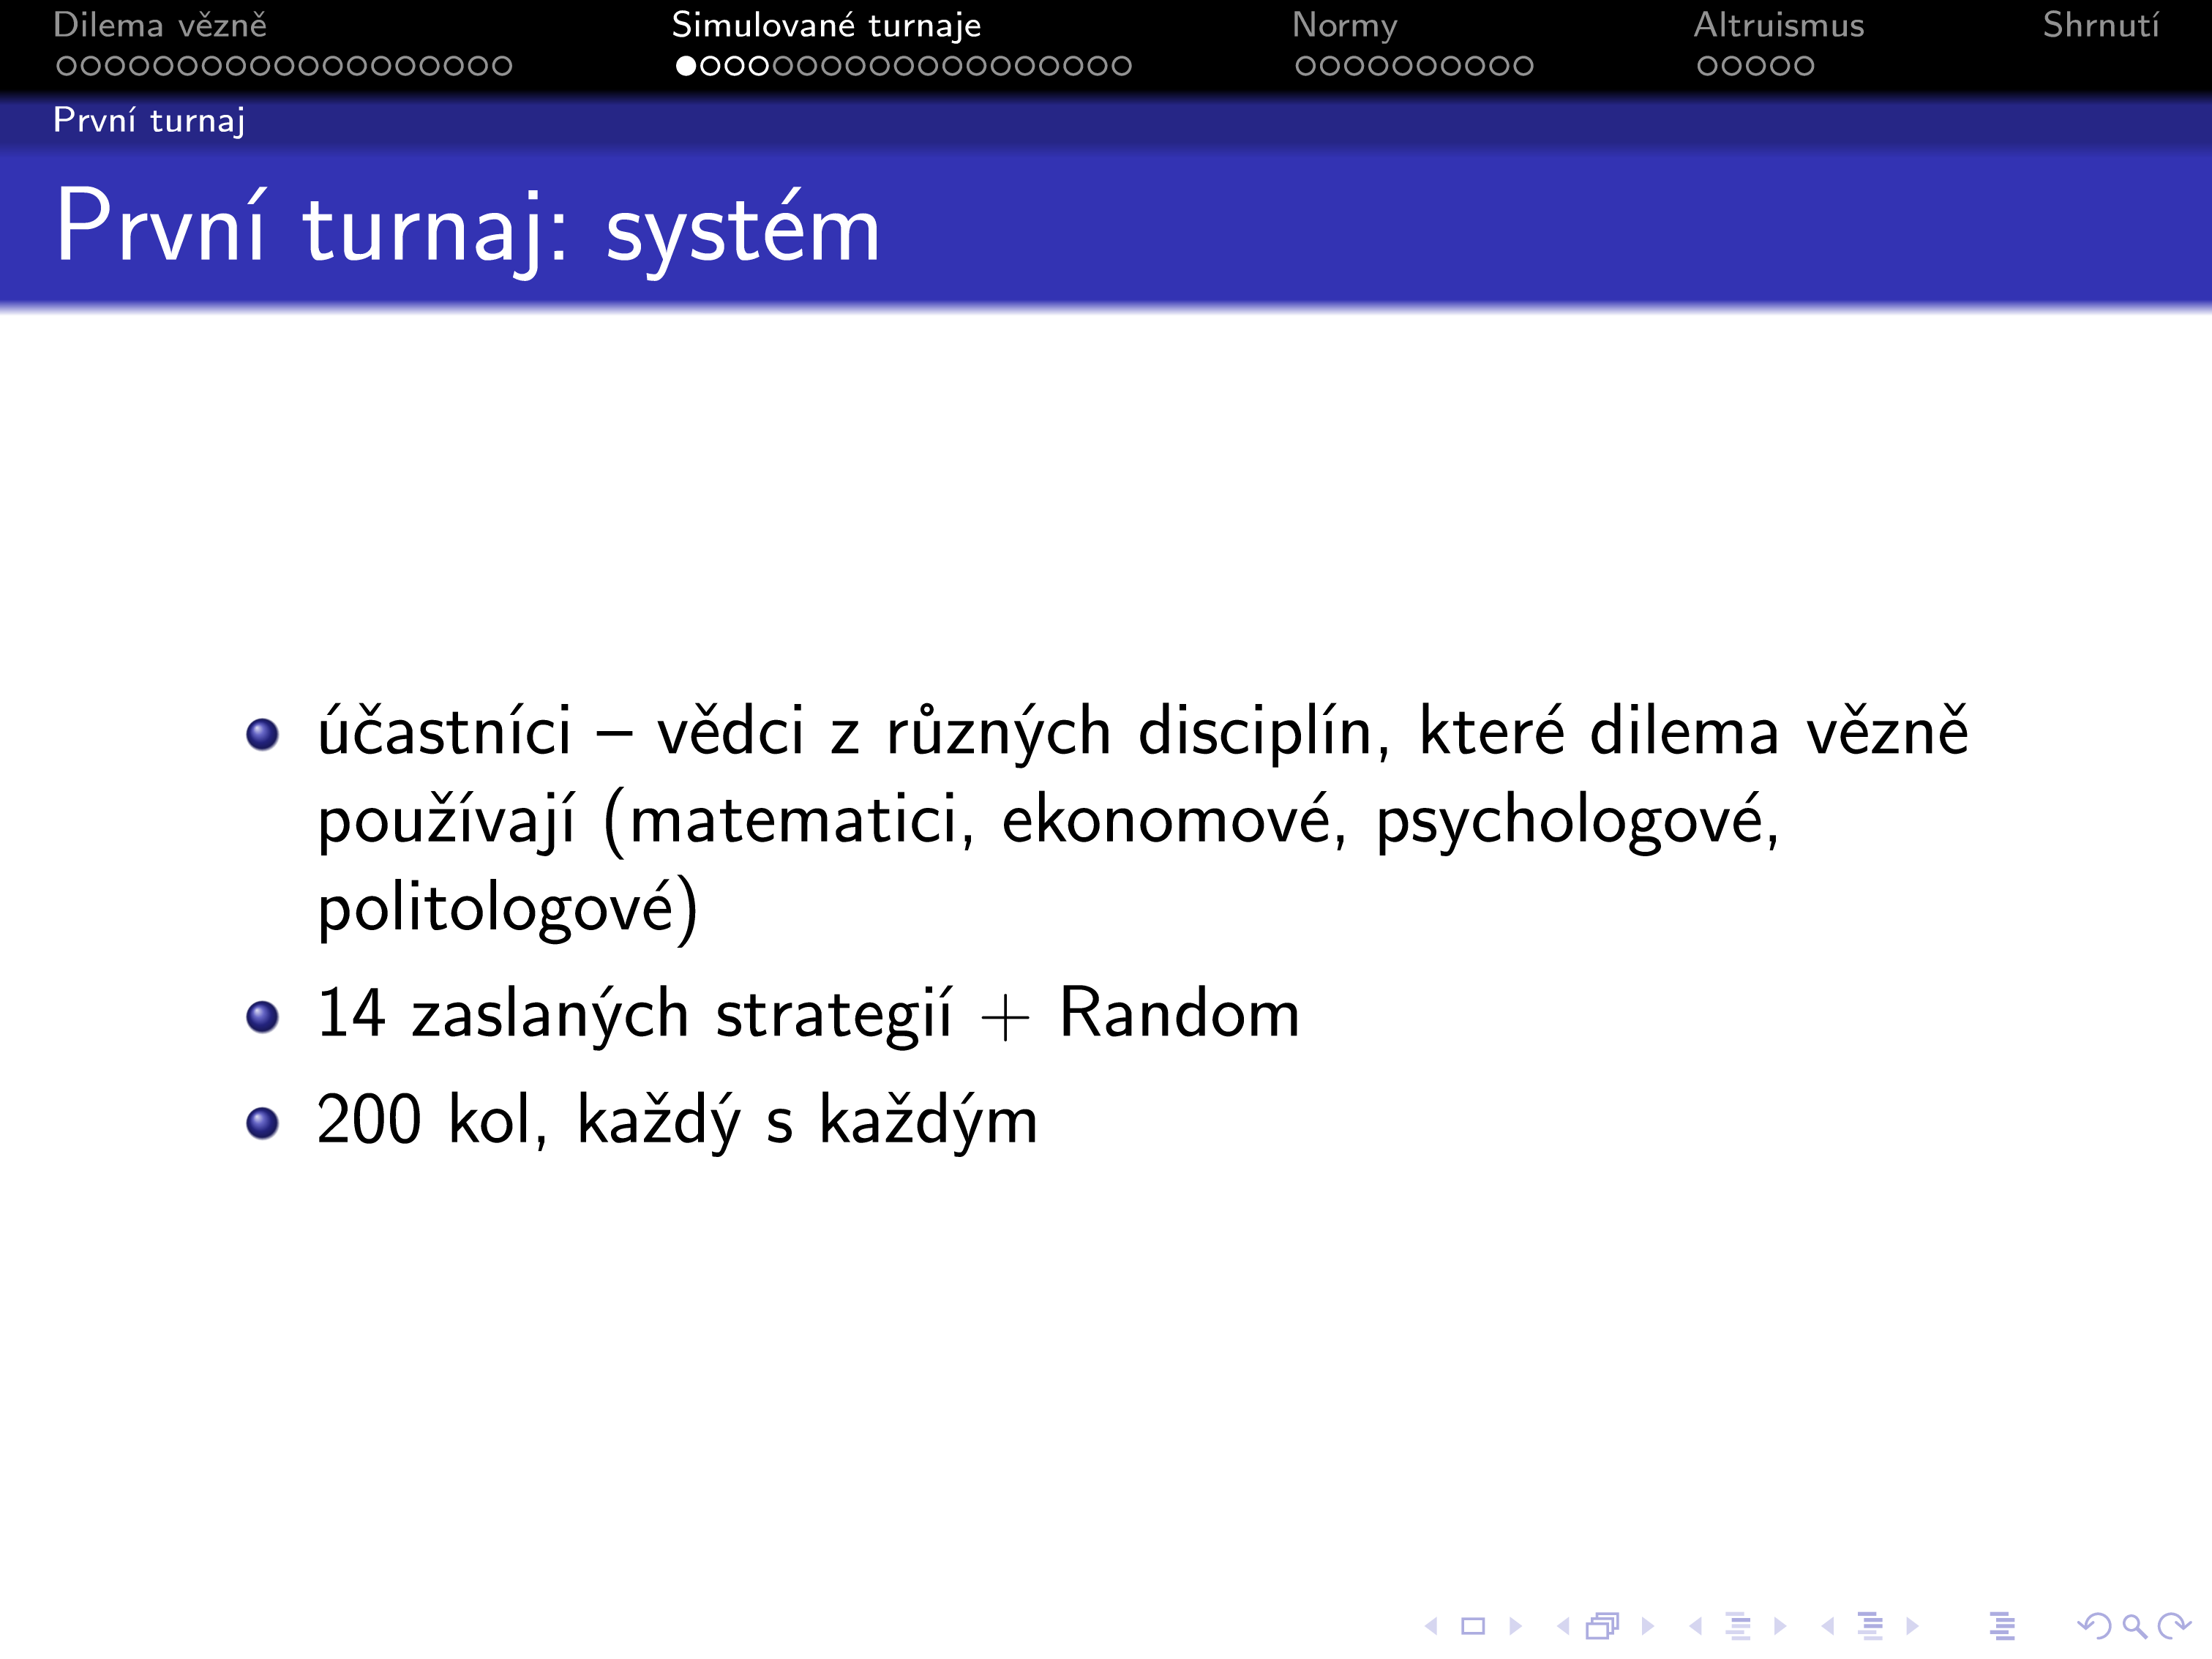 Dilema vězně
Simulované turnaje
Normy
Altruismus
Shrnutí
První turnaj
První turnaj: systém
účastníci – vědci z různých disciplín, které dilema vězně
používají (matematici, ekonomové, psychologové,
politologové)
14 zaslaných strategií + Random
200 kol, každý s každým